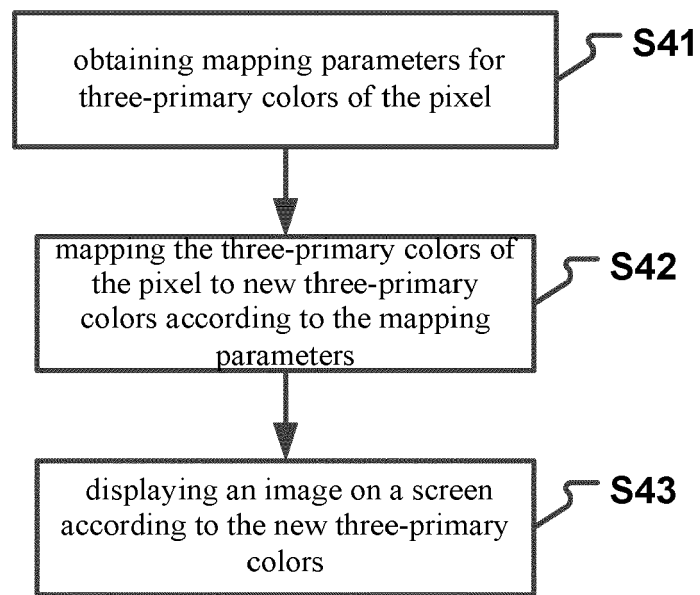 obtaining mapping parameters for
three-primary colors of the pixel
S41
mapping the three-primary colors of
the pixel to new three-primary
colors according to the mapping
parameters
S42
displaying an image on a screen
according to the new three-primary
colors
S43